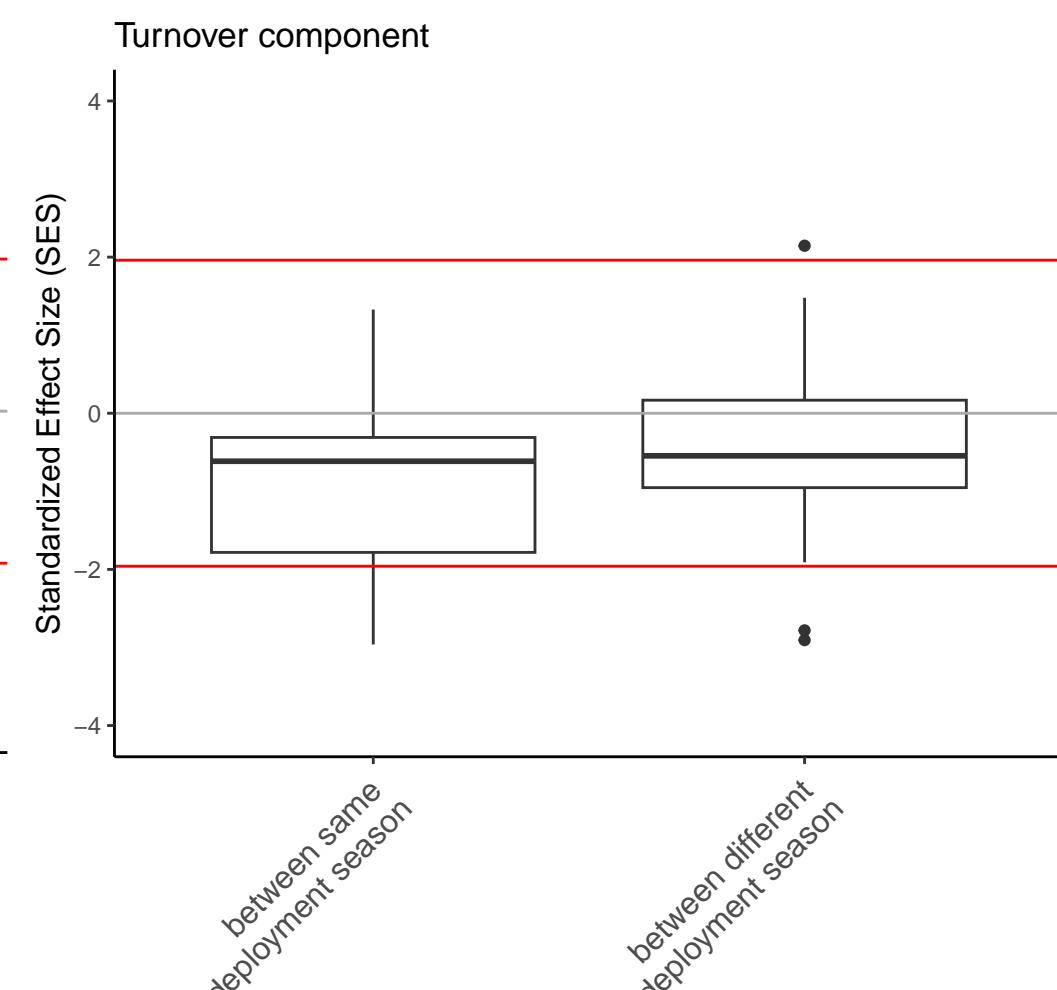 Turnover component
Standardized Effect Size (SES)
4
2
0
−2
−4
between same
deployment season
between different
deployment season